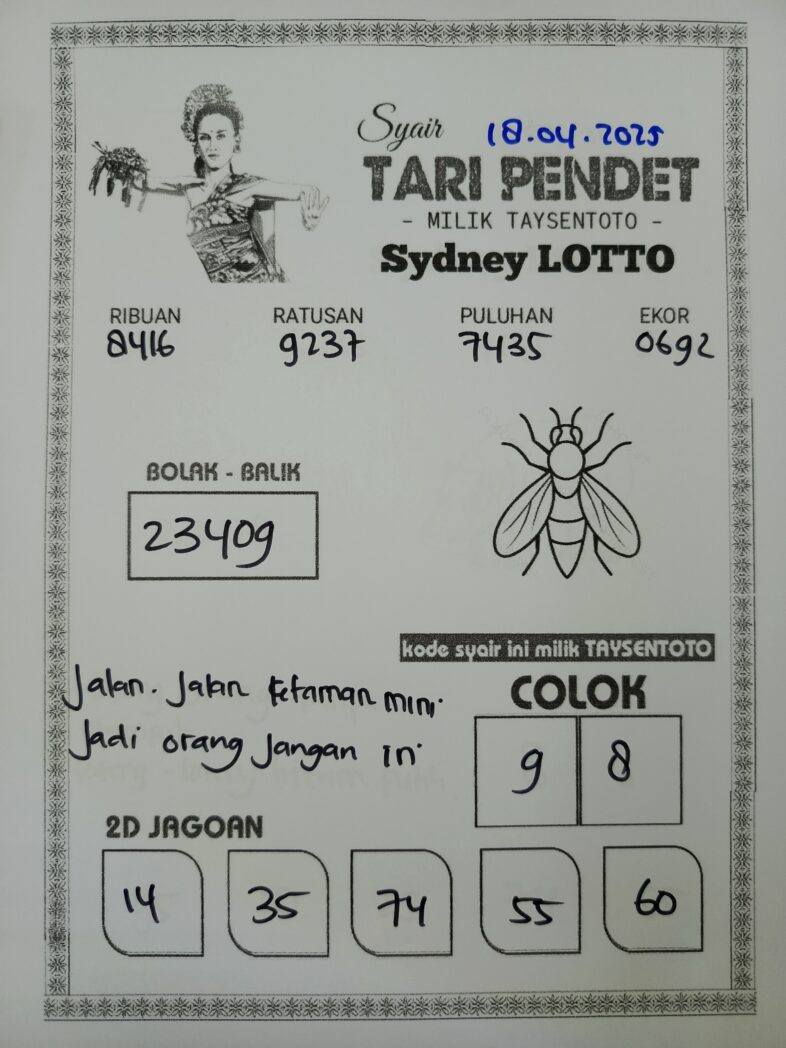 Syair 18.04.2025
TARI PENDET
- MILIK TAYSENTOTO -
Sydney LOTTO
RIBUAN RATUSAN PULUHAN EKOR
8416 9237 7435 0692
BOLAK - BALIK
23409
kode syair ini milik TAYSENTOTO
Jalan. Jalan ketaman mini
Jadi orang Jangan ini
COLOK
9 8
2D JAGOAN
14 35 74 55 60